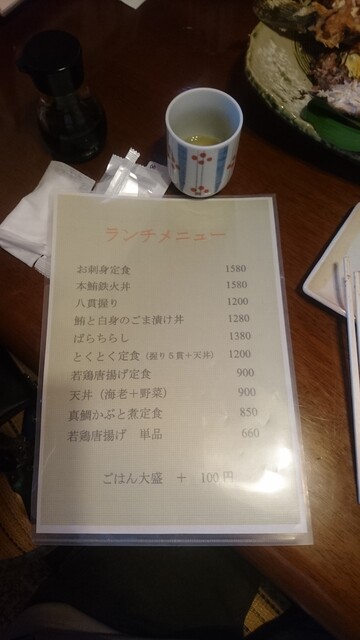 ランチメニュー
お刺身定食 1580
本鮪鉄火丼 1580
八貫握り 1200
鮪と白身のごま漬け丼 1280
ばらちらし 1380
とくとく定食（握り５貫＋天丼） 1200
若鶏唐揚げ定食 900
天丼（海老＋野菜） 900
真鯛かぶと煮定食 850
若鶏唐揚げ 単品 660
ごはん大盛 ＋ 100円